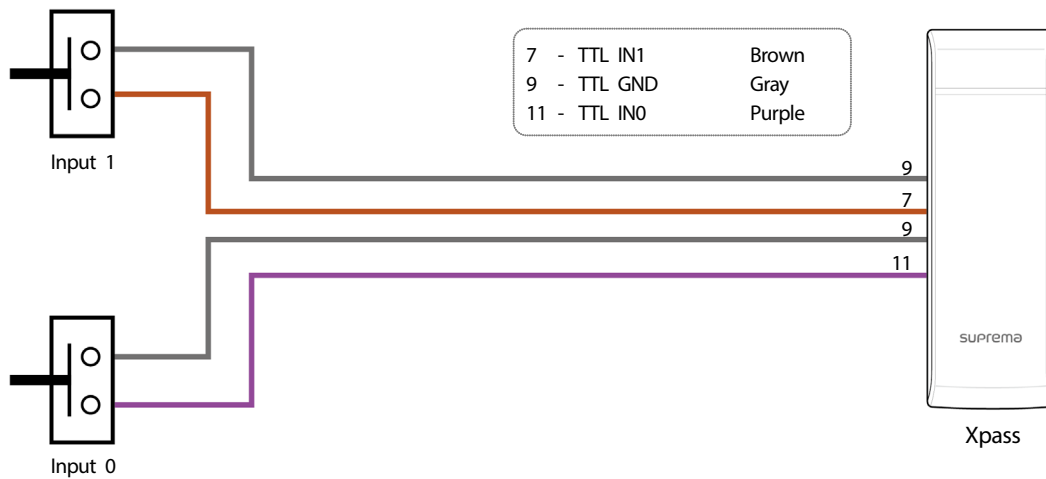 7 - TTL IN1 Brown
9 - TTL GND Gray
11 - TTL IN0 Purple
Input 1
9
7
9
11
suprema
Xpass
Input 0